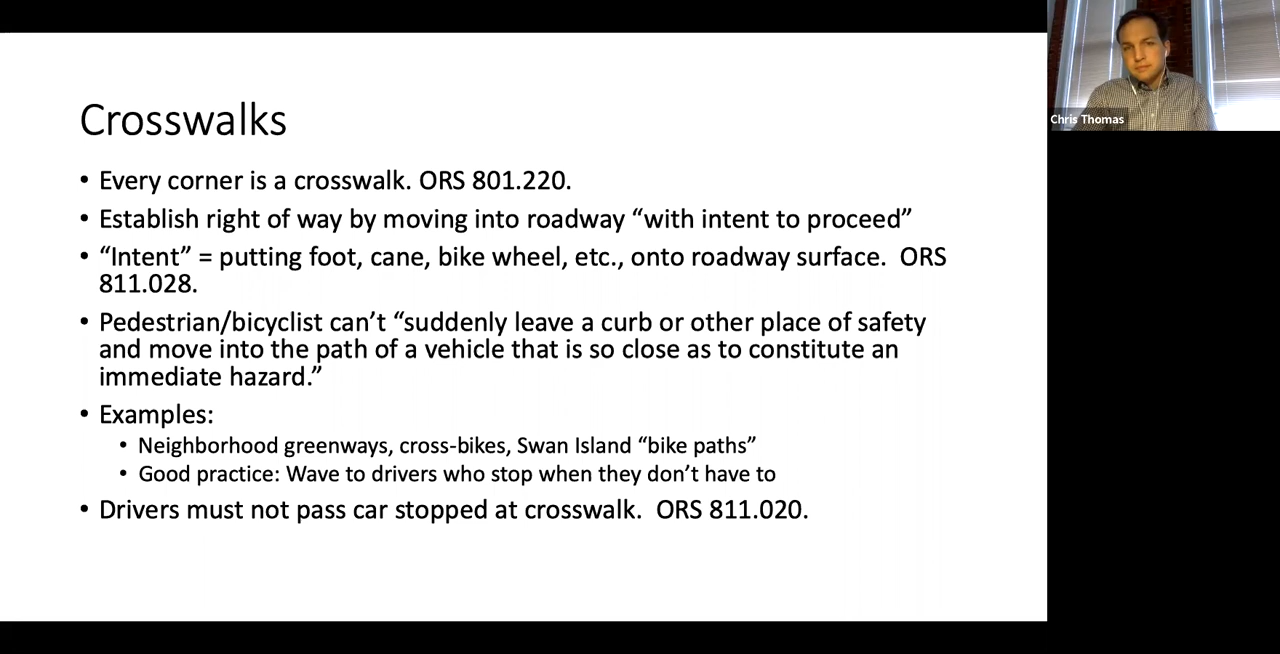 Crosswalks
• Every corner is a crosswalk. ORS 801.220.
• Establish right of way by moving into roadway “with intent to proceed”
• “Intent” = putting foot, cane, bike wheel, etc., onto roadway surface.  ORS
811.028.
• Pedestrian/bicyclist can’t “suddenly leave a curb or other place of safety
and move into the path of a vehicle that is so close as to constitute an
immediate hazard.”
• Examples:
• Neighborhood greenways, cross-bikes, Swan Island “bike paths”
• Good practice: Wave to drivers who stop when they don’t have to
• Drivers must not pass car stopped at crosswalk.  ORS 811.020.
Chris Thomas